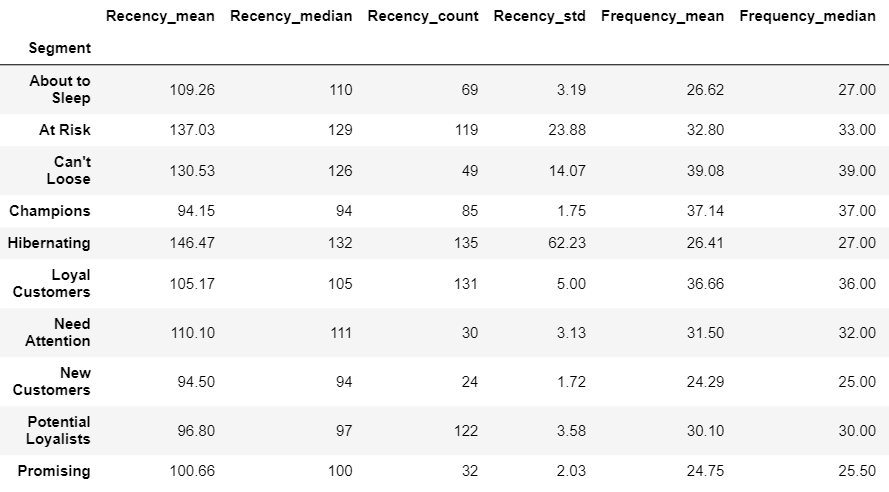 Recency_mean Recency_median Recency_count Recency_std Frequency_mean Frequency_median
Segment
About to
Sleep 109.26 110 69 3.19 26.62 27.00
At Risk 137.03 129 119 23.88 32.80 33.00
Can't
Loose 130.53 126 49 14.07 39.08 39.00
Champions 94.15 94 85 1.75 37.14 37.00
Hibernating 146.47 132 135 62.23 26.41 27.00
Loyal
Customers 105.17 105 131 5.00 36.66 36.00
Need
Attention 110.10 111 30 3.13 31.50 32.00
New
Customers 94.50 94 24 1.72 24.29 25.00
Potential
Loyalists 96.80 97 122 3.58 30.10 30.00
Promising 100.66 100 32 2.03 24.75 25.50